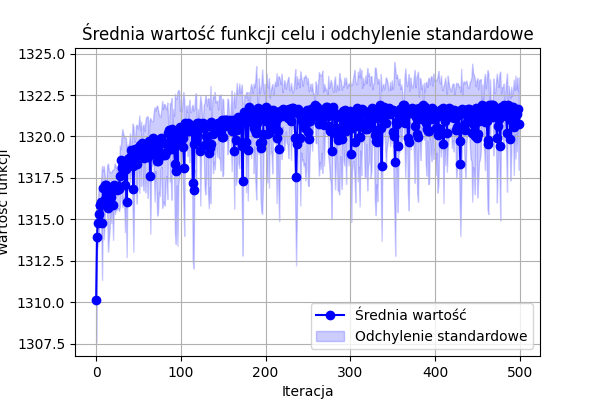 Średnia wartość funkcji celu i odchylenie standardowe
1325.0
1322.5
1320.0
1317.5
1315.0
1312.5
1310.0
1307.5
Wartość funkcji
Średnia wartość
Odchylenie standardowe
0 100 200 300 400 500
Iteracja